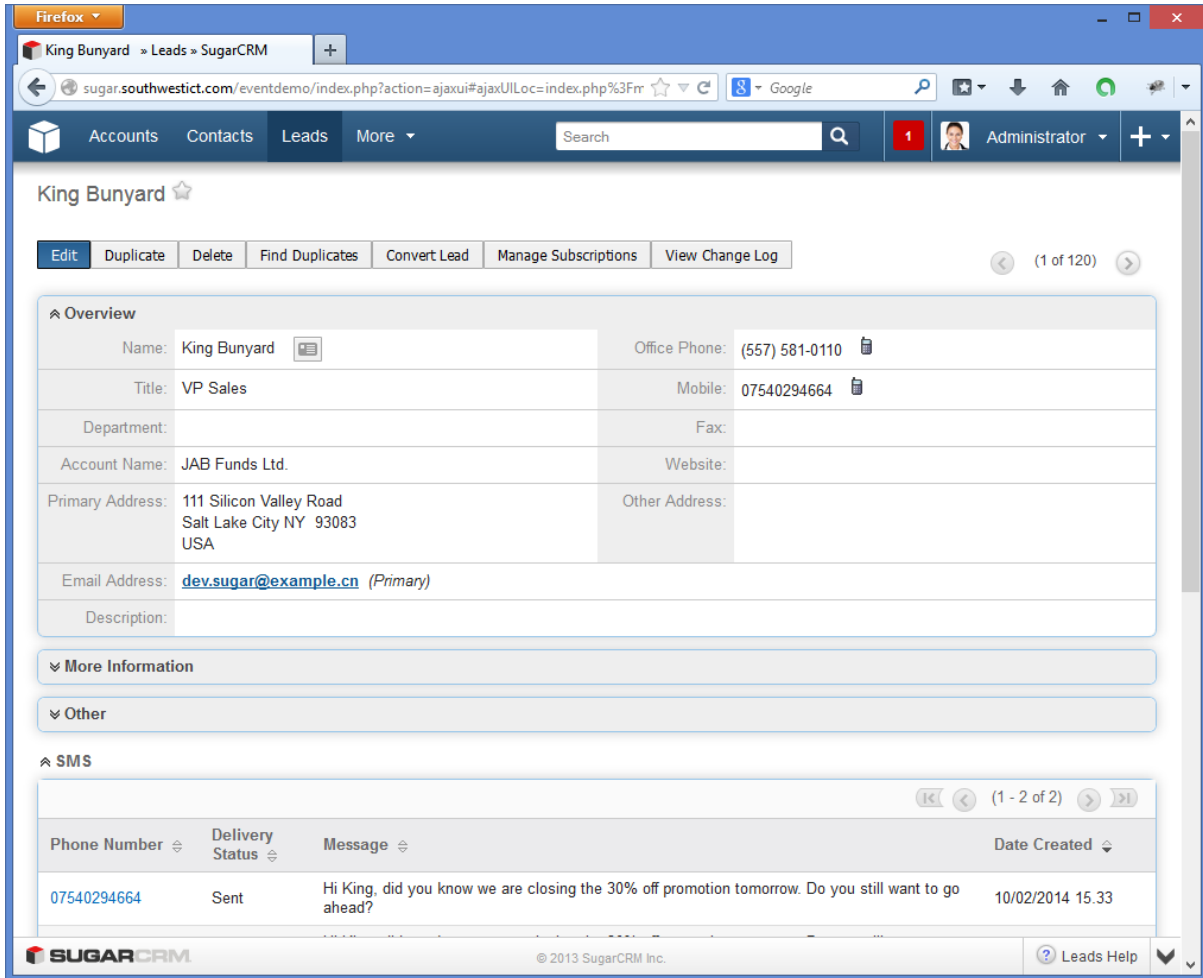 Firefox
King Bunyard » Leads » SugarCRM
+
sugar.southwestict.com/eventdemo/index.php?action=ajaxui#ajaxUILoc=index.php%3Fm
8 Google
Accounts Contacts Leads More Search 1 Administrator +
King Bunyard
Edit Duplicate Delete Find Duplicates Convert Lead Manage Subscriptions View Change Log (1 of 120)
Overview
Name: King Bunyard Office Phone: (557) 581-0110
Title: VP Sales Mobile: 07540294664
Department: Fax:
Account Name: JAB Funds Ltd. Website:
Primary Address: 111 Silicon Valley Road Other Address:
Salt Lake City NY 93083
USA
Email Address: dev.sugar@example.cn (Primary)
Description:
More Information
Other
SMS
(1 - 2 of 2)
Phone Number Delivery Status Message Date Created
07540294664 Sent Hi King, did you know we are closing the 30% off promotion tomorrow. Do you still want to go 10/02/2014 15.33
ahead?
SUGARCRM © 2013 SugarCRM Inc. ? Leads Help